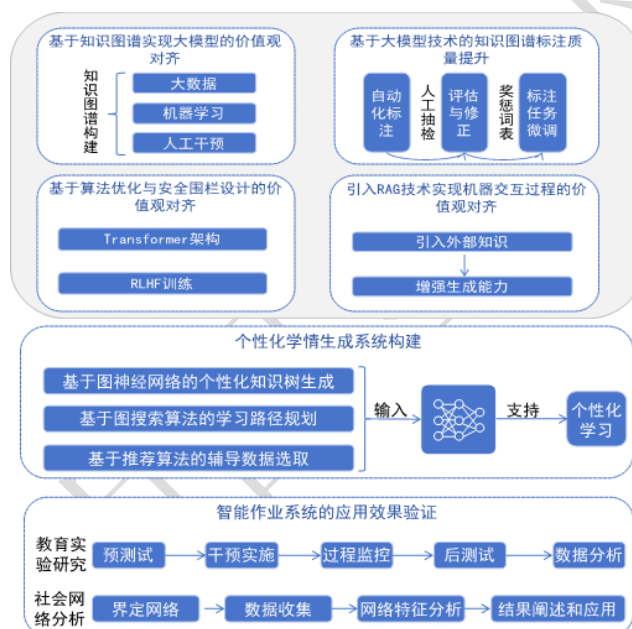 基于知识图谱实现大模型的价值观
对齐
知识图谱构建
大数据
机器学习
人工干预
基于大模型技术的知识图谱标注质
量提升
自动
化标
注
人工抽检
评估
与修
正
奖惩词表
标注
任务
微调
基于算法优化与安全围栏设计的价
值观对齐
Transformer架构
RLHF训练
引入RAG技术实现机器交互过程的价
值观对齐
引入外部知识
增强生成能力
个性化学情生成系统构建
基于图神经网络的个性化知识树生成
基于图搜索算法的学习路径规划
基于推荐算法的辅导数据选取
输入
支持
个性化
学习
智能作业系统的应用效果验证
教育实
验研究
预测试
干预实施
过程监控
后测试
数据分析
社会网
络分析
界定网络
数据收集
网络特征分析
结果阐述和应用